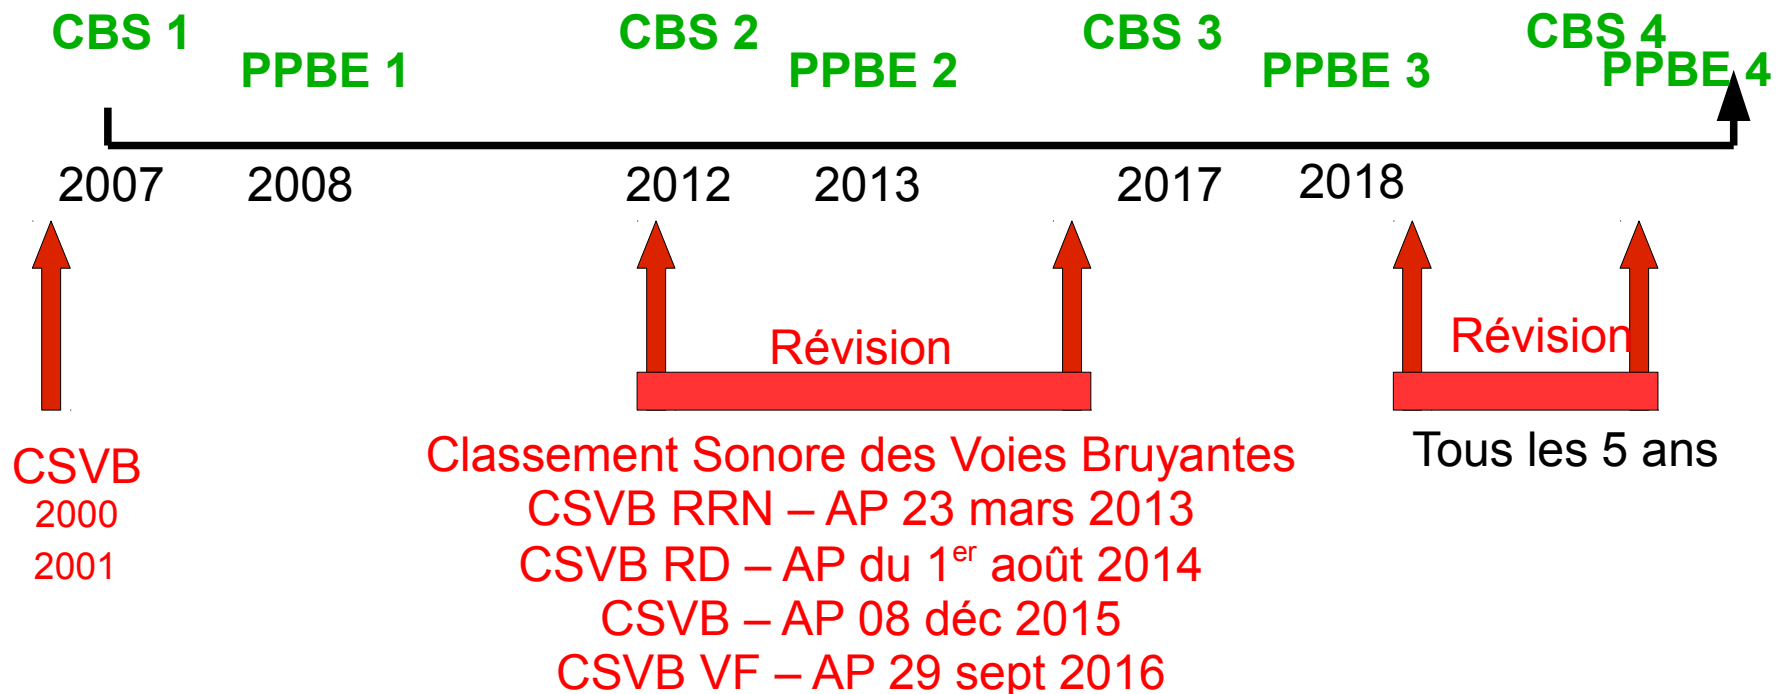 CBS 1
CBS 2
CBS 3
CBS 4
PPBE 1
PPBE 2
PPBE 3
PPBE 4
2007
2008
2012
2013
2017
2018
Révision
Révision
CSVB
2000
2001
Classement Sonore des Voies Bruyantes
CSVB RRN – AP 23 mars 2013
CSVB RD – AP du 1er août 2014
CSVB – AP 08 déc 2015
CSVB VF – AP 29 sept 2016
Tous les 5 ans